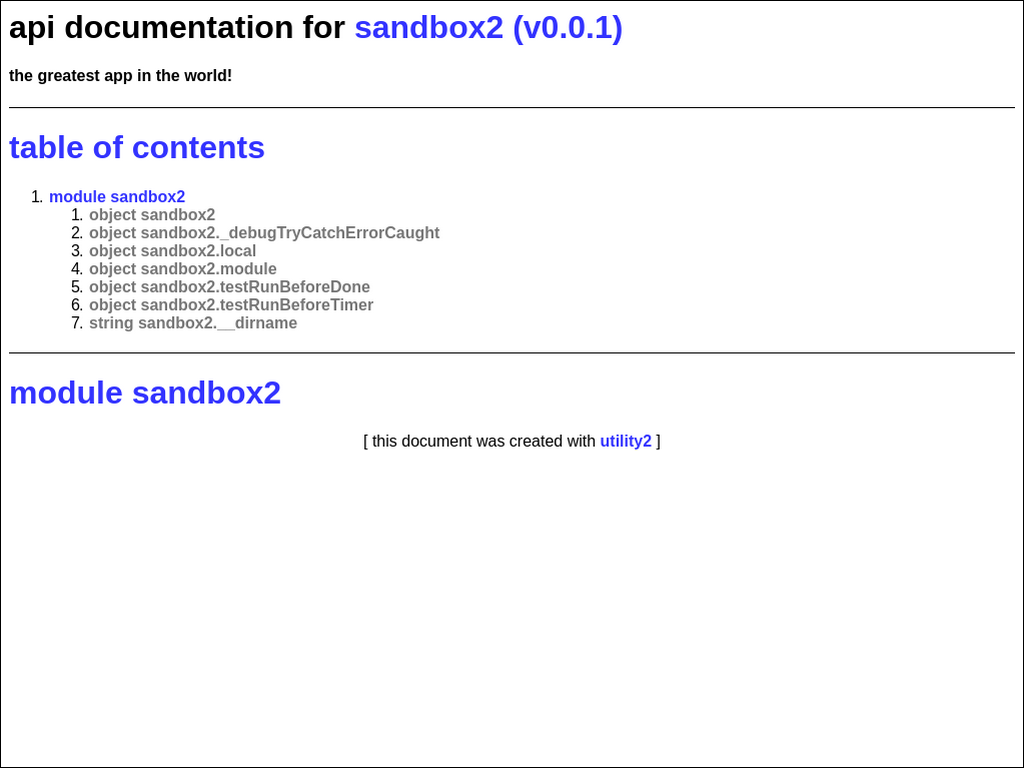 api documentation for sandbox2 (v0.0.1)
the greatest app in the world!
table of contents
1. module sandbox2
1. object sandbox2
2. object sandbox2._debugTryCatchErrorCaught
3. object sandbox2.local
4. object sandbox2.module
5. object sandbox2.testRunBeforeDone
6. object sandbox2.testRunBeforeTimer
7. string sandbox2.__dirname
module sandbox2
[ this document was created with utility2 ]